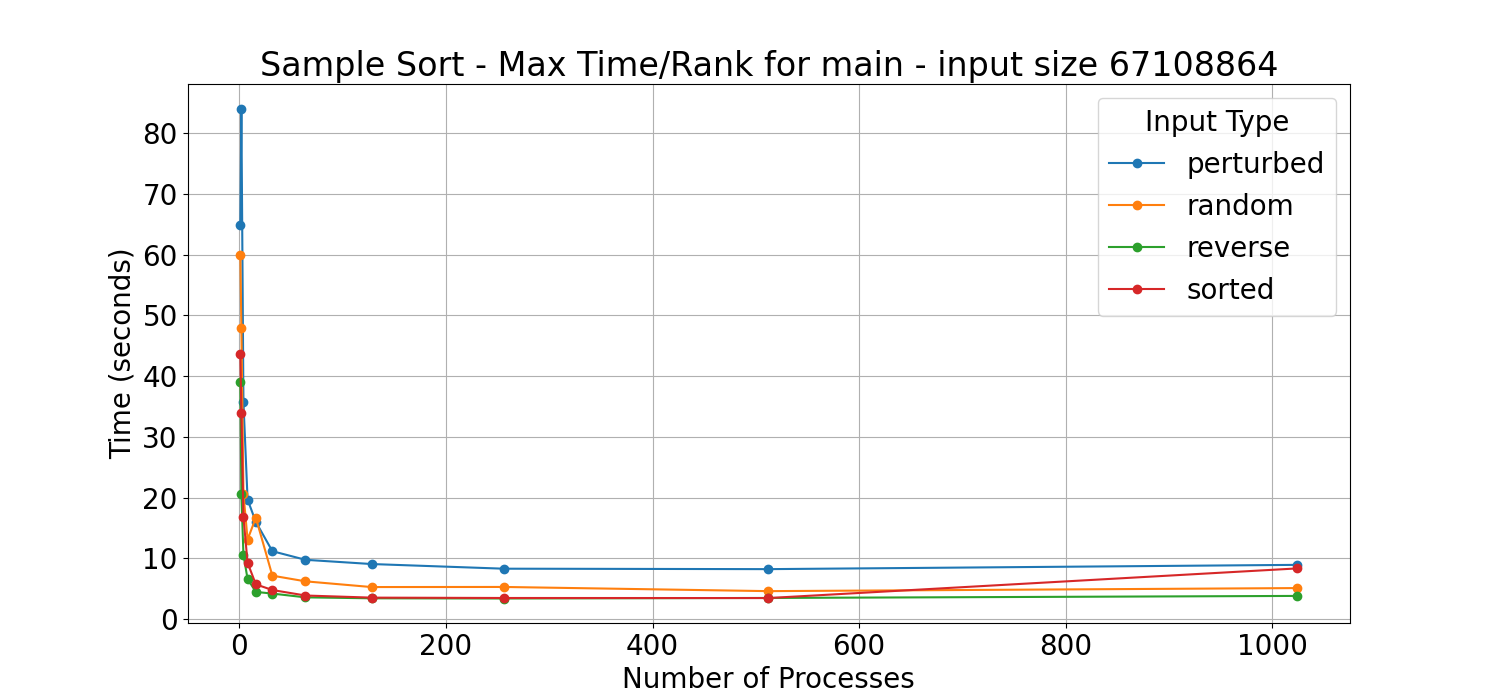 Sample Sort - Max Time/Rank for main - input size 67108864
Input Type
perturbed
random
reverse
sorted
Time (seconds)
80
70
60
50
40
30
20
10
0
0 200 400 600 800 1000
Number of Processes